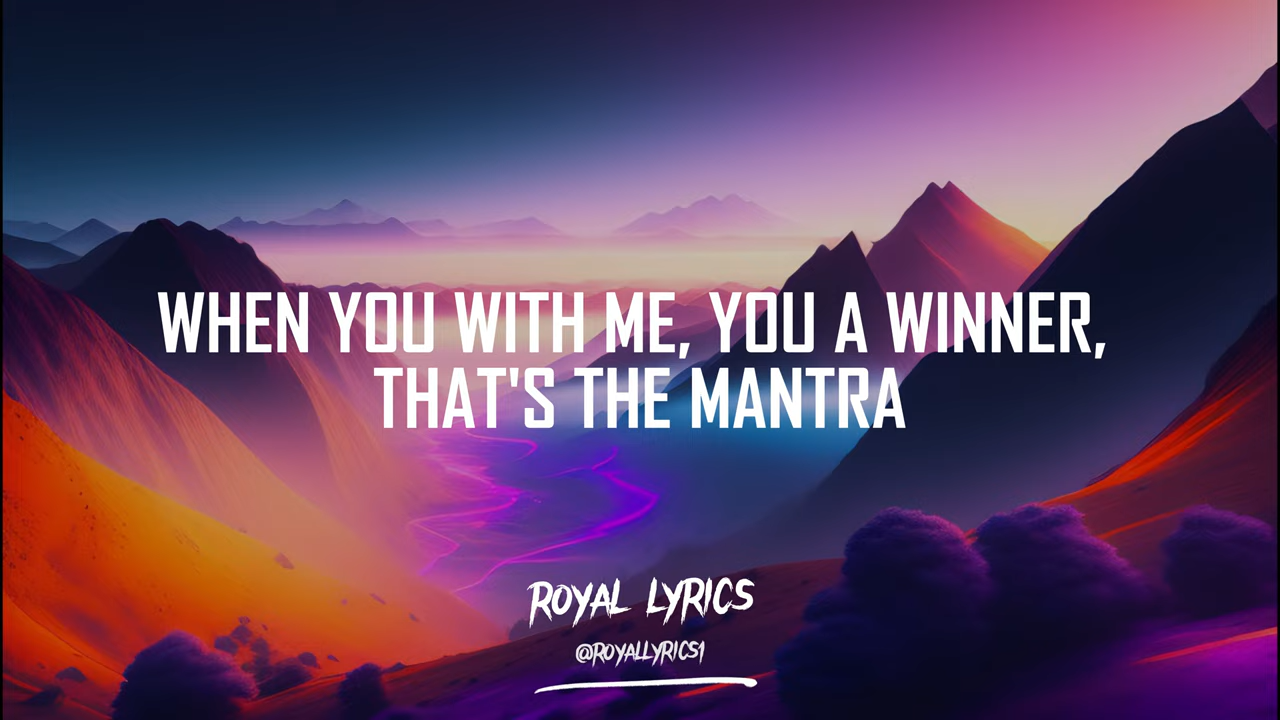 WHEN YOU WITH ME, YOU A WINNER,
THAT'S THE MANTRA
ROYAL LYRICS
@ROYALLYRICS1